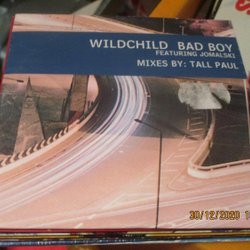 WILDCHILD BAD BOY
FEATURING JOMALSKI
MIXES BY: TALL PAUL
30/12/2020